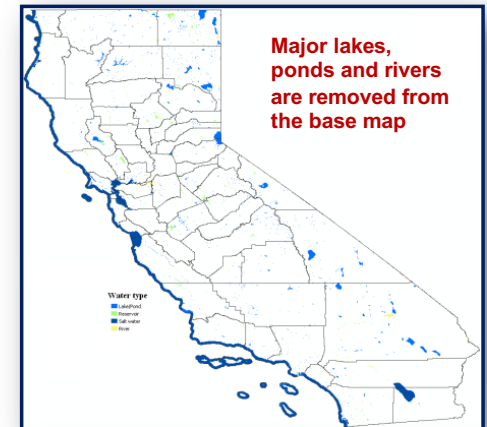 Major lakes,
ponds and rivers
are removed from
the base map
Water type
Lake/Pond
Reservoir
Salt water
River